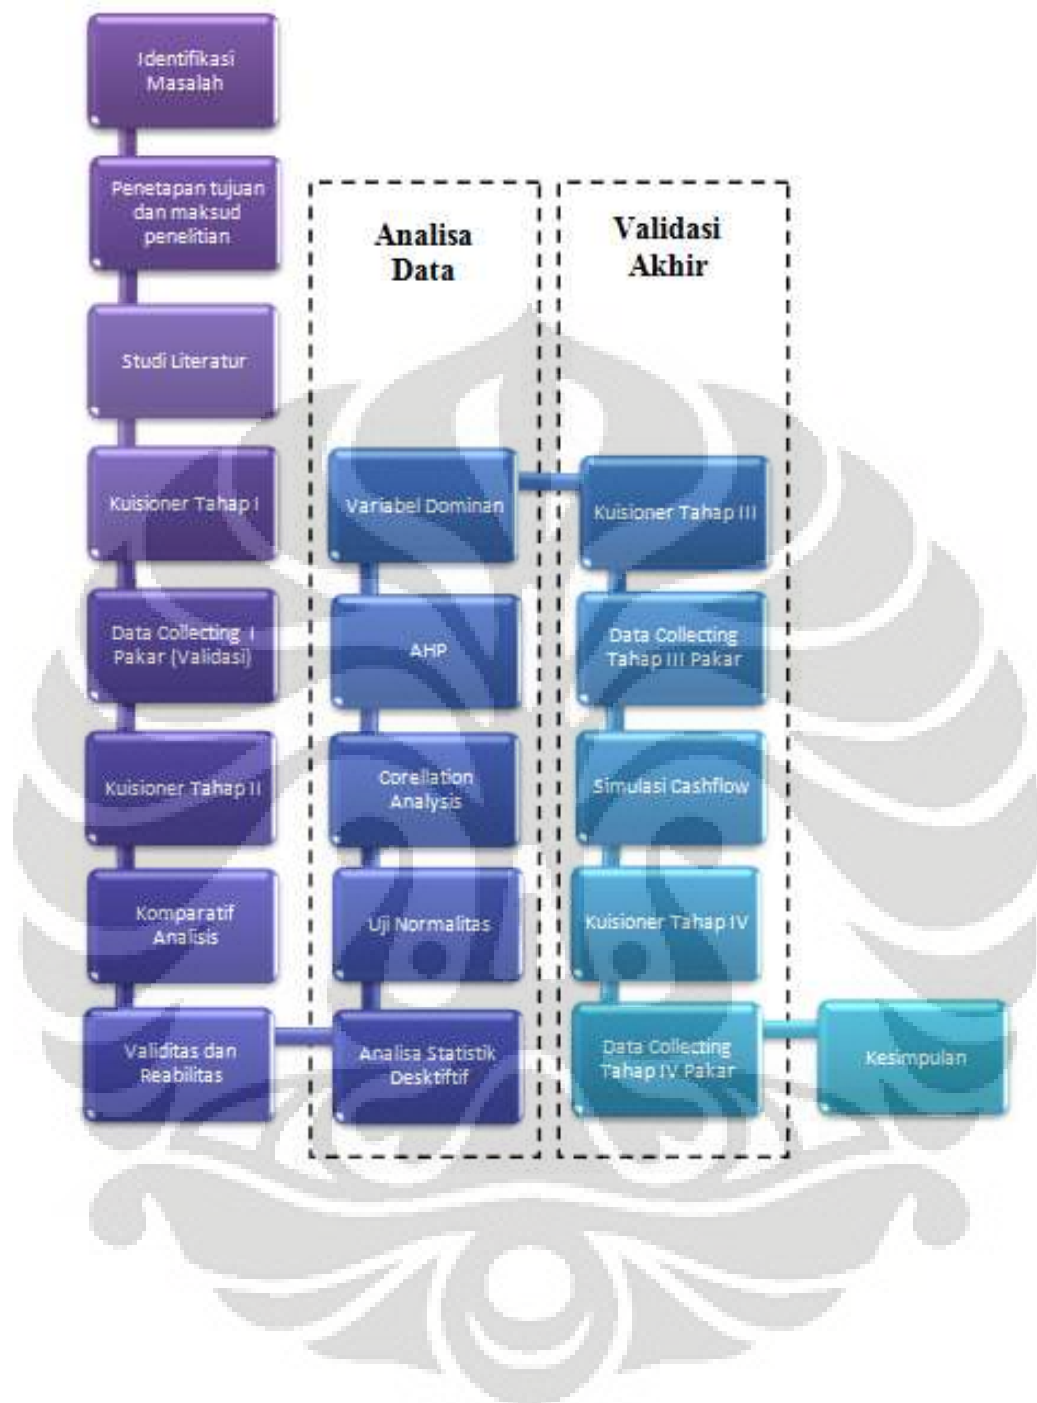 Identifikasi
Masalah
Penetapan tujuan
dan maksud
penelitian
Studi Literatur
Kuisioner Tahap I
Data Collecting I
Pakar (Validasi)
Kuisioner Tahap II
Komparatif
Analisis
Validitas dan
Reabilitas
Analisa
Data
Variabel Dominan
AHP
Corellation
Analysis
Uji Normalitas
Analisa Statistik
Desktiftif
Validasi
Akhir
Kuisioner Tahap III
Data Collecting
Tahap III Pakar
Simulasi Cashflow
Kuisioner Tahap IV
Data Collecting
Tahap IV Pakar
Kesimpulan